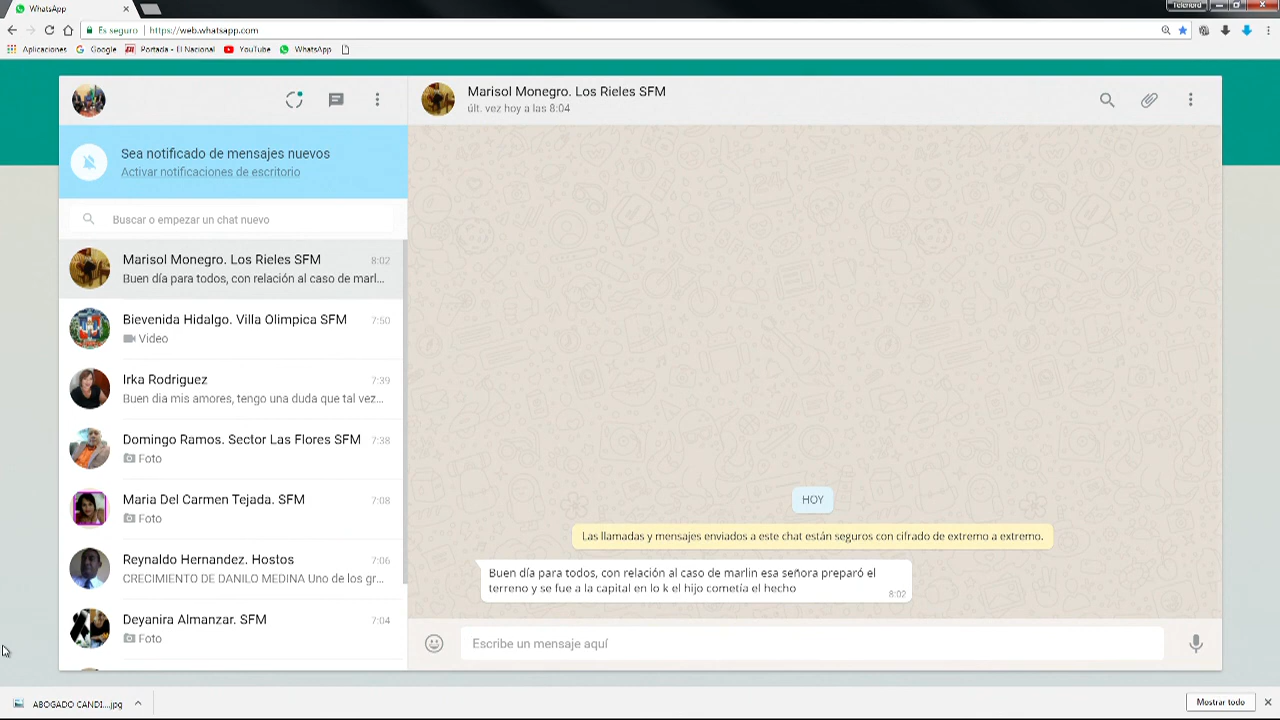 WhatsApp
Telenord
Es seguro | https://web.whatsapp.com
Aplicaciones Google Portada - El Nacional YouTube WhatsApp
Marisol Monegro. Los Rieles SFM
últ. vez hoy a las 8:04
Sea notificado de mensajes nuevos
Activar notificaciones de escritorio
Buscar o empezar un chat nuevo
Marisol Monegro. Los Rieles SFM 8:02
Buen día para todos, con relación al caso de marl...
Bievenida Hidalgo. Villa Olimpica SFM 7:50
Video
Irka Rodriguez 7:39
Buen dia mis amores, tengo una duda que tal vez...
Domingo Ramos. Sector Las Flores SFM 7:38
Foto
Maria Del Carmen Tejada. SFM 7:08
Foto
Reynaldo Hernandez. Hostos 7:06
CRECIMIENTO DE DANILO MEDINA Uno de los gr...
Deyanira Almanzar. SFM 7:04
Foto
HOY
Las llamadas y mensajes enviados a este chat están seguros con cifrado de extremo a extremo.
Buen día para todos, con relación al caso de marlin esa señora preparó el
terreno y se fue a la capital en lo k el hijo cometía el hecho
8:02
Escribe un mensaje aquí
ABOGADO CANDI....jpg
Mostrar todo